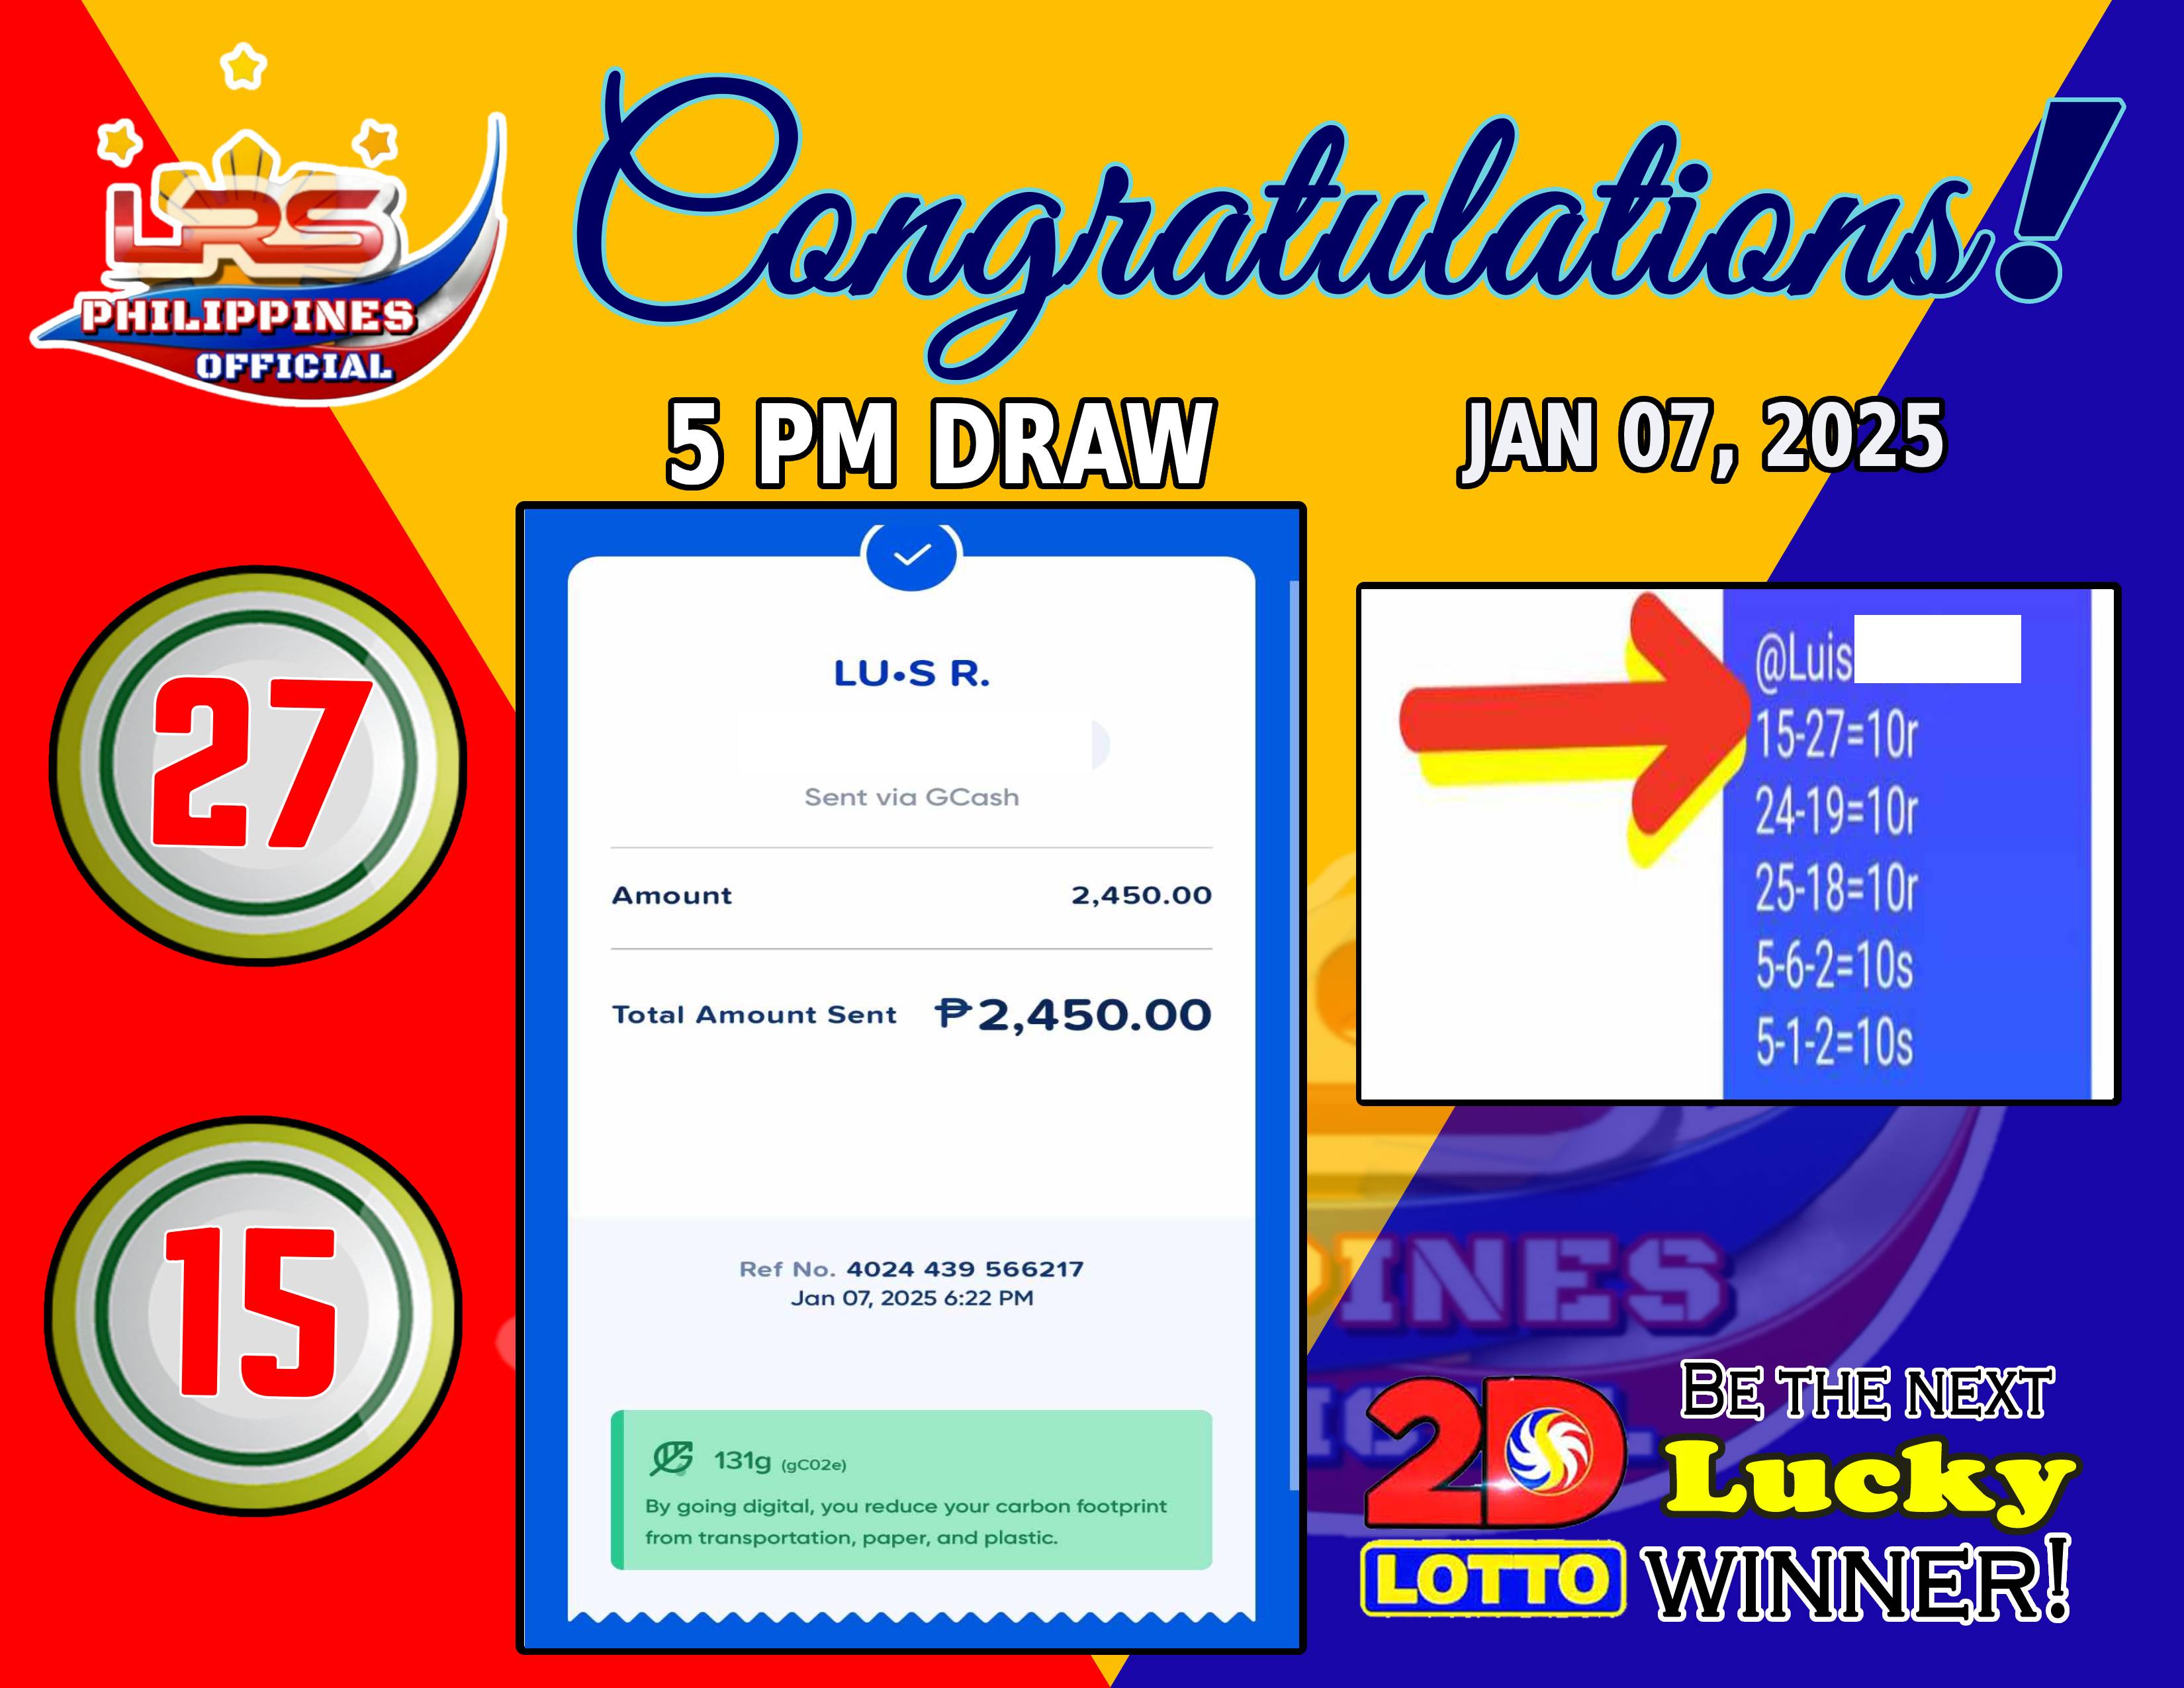 LRS
PHILIPPINES
OFFICIAL
Congratulations!
5 PM DRAW
JAN 07, 2025
27
15
LU•S R.
Sent via GCash
Amount 2,450.00
Total Amount Sent ₱2,450.00
Ref No. 4024 439 566217
Jan 07, 2025 6:22 PM
131g (gC02e)
By going digital, you reduce your carbon footprint
from transportation, paper, and plastic.
@Luis
15-27=10r
24-19=10r
25-18=10r
5-6-2=10s
5-1-2=10s
PINES
2D
LOTTO
BE THE NEXT
Lucky
WINNER!